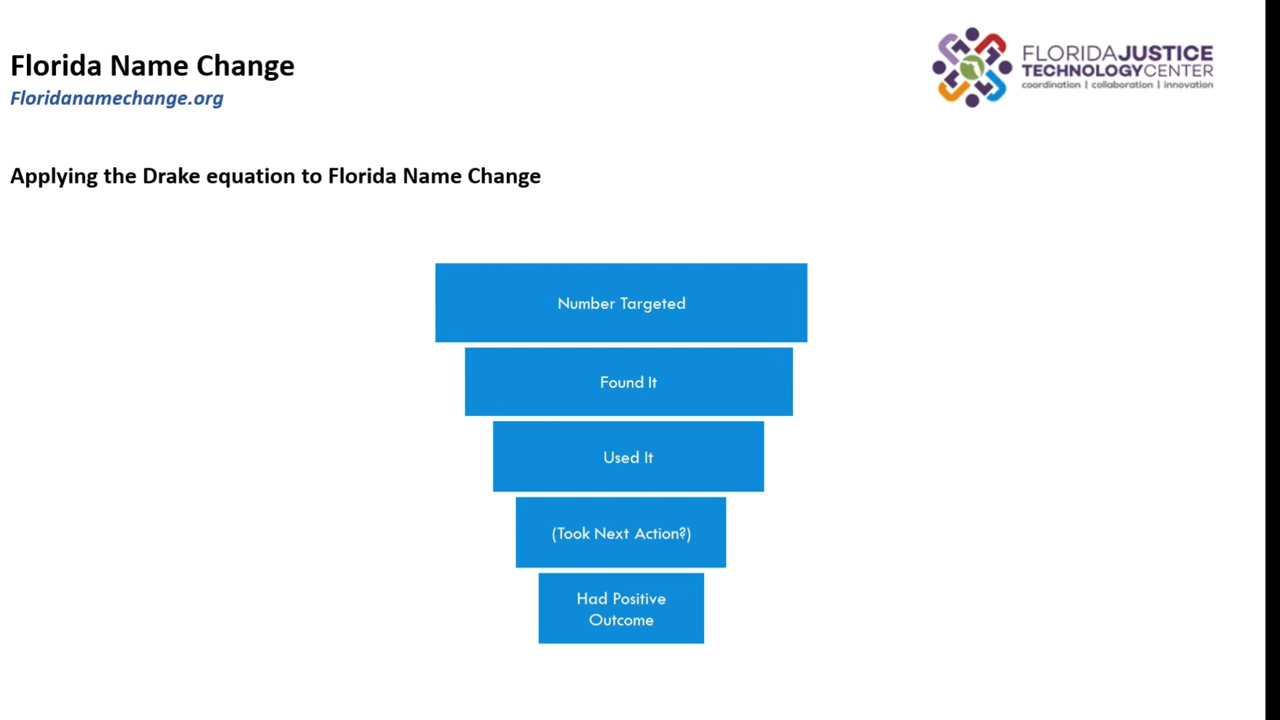 Florida Name Change
Floridanamechange.org
FLORIDAJUSTICE
TECHNOLOGYCENTER
coordination | collaboration | innovation
Applying the Drake equation to Florida Name Change
Number Targeted
Found It
Used It
(Took Next Action?)
Had Positive
Outcome